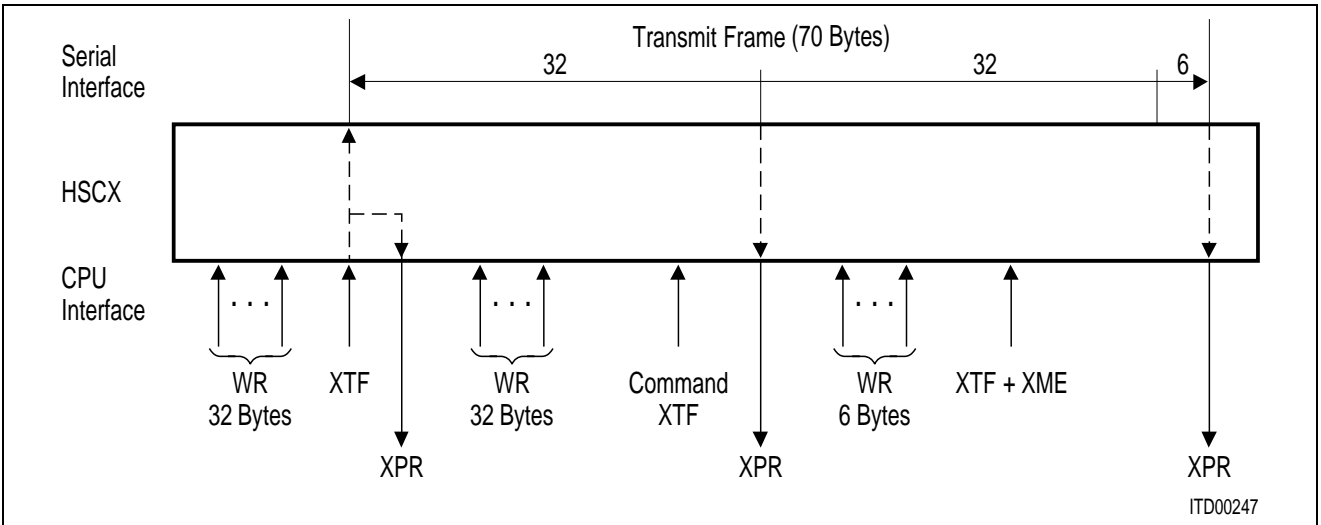 Transmit Frame (70 Bytes)
Serial
Interface
32
32
6
HSCX
CPU
Interface
. . .
. . .
. . .
WR
32 Bytes
XTF
WR
32 Bytes
Command
XTF
WR
6 Bytes
XTF + XME
XPR
XPR
XPR
ITD00247